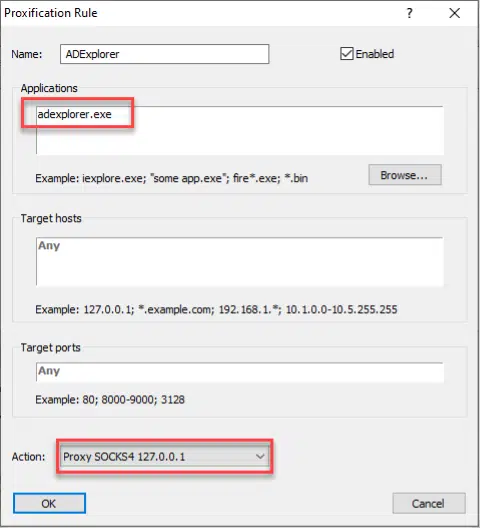 Proxification Rule
Name: ADExplorer Enabled
Applications
adexplorer.exe
Example: iexplore.exe; "some app.exe"; fire*.exe; *.bin Browse...
Target hosts
Any
Example: 127.0.0.1; *.example.com; 192.168.1.*; 10.1.0.0-10.5.255.255
Target ports
Any
Example: 80; 8000-9000; 3128
Action: Proxy SOCKS4 127.0.0.1
OK Cancel